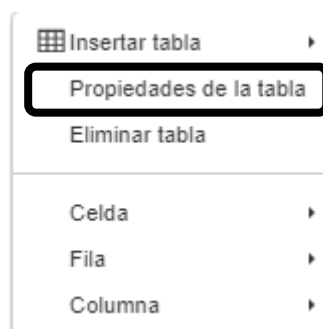 Insertar tabla
Propiedades de la tabla
Eliminar tabla
Celda
Fila
Columna